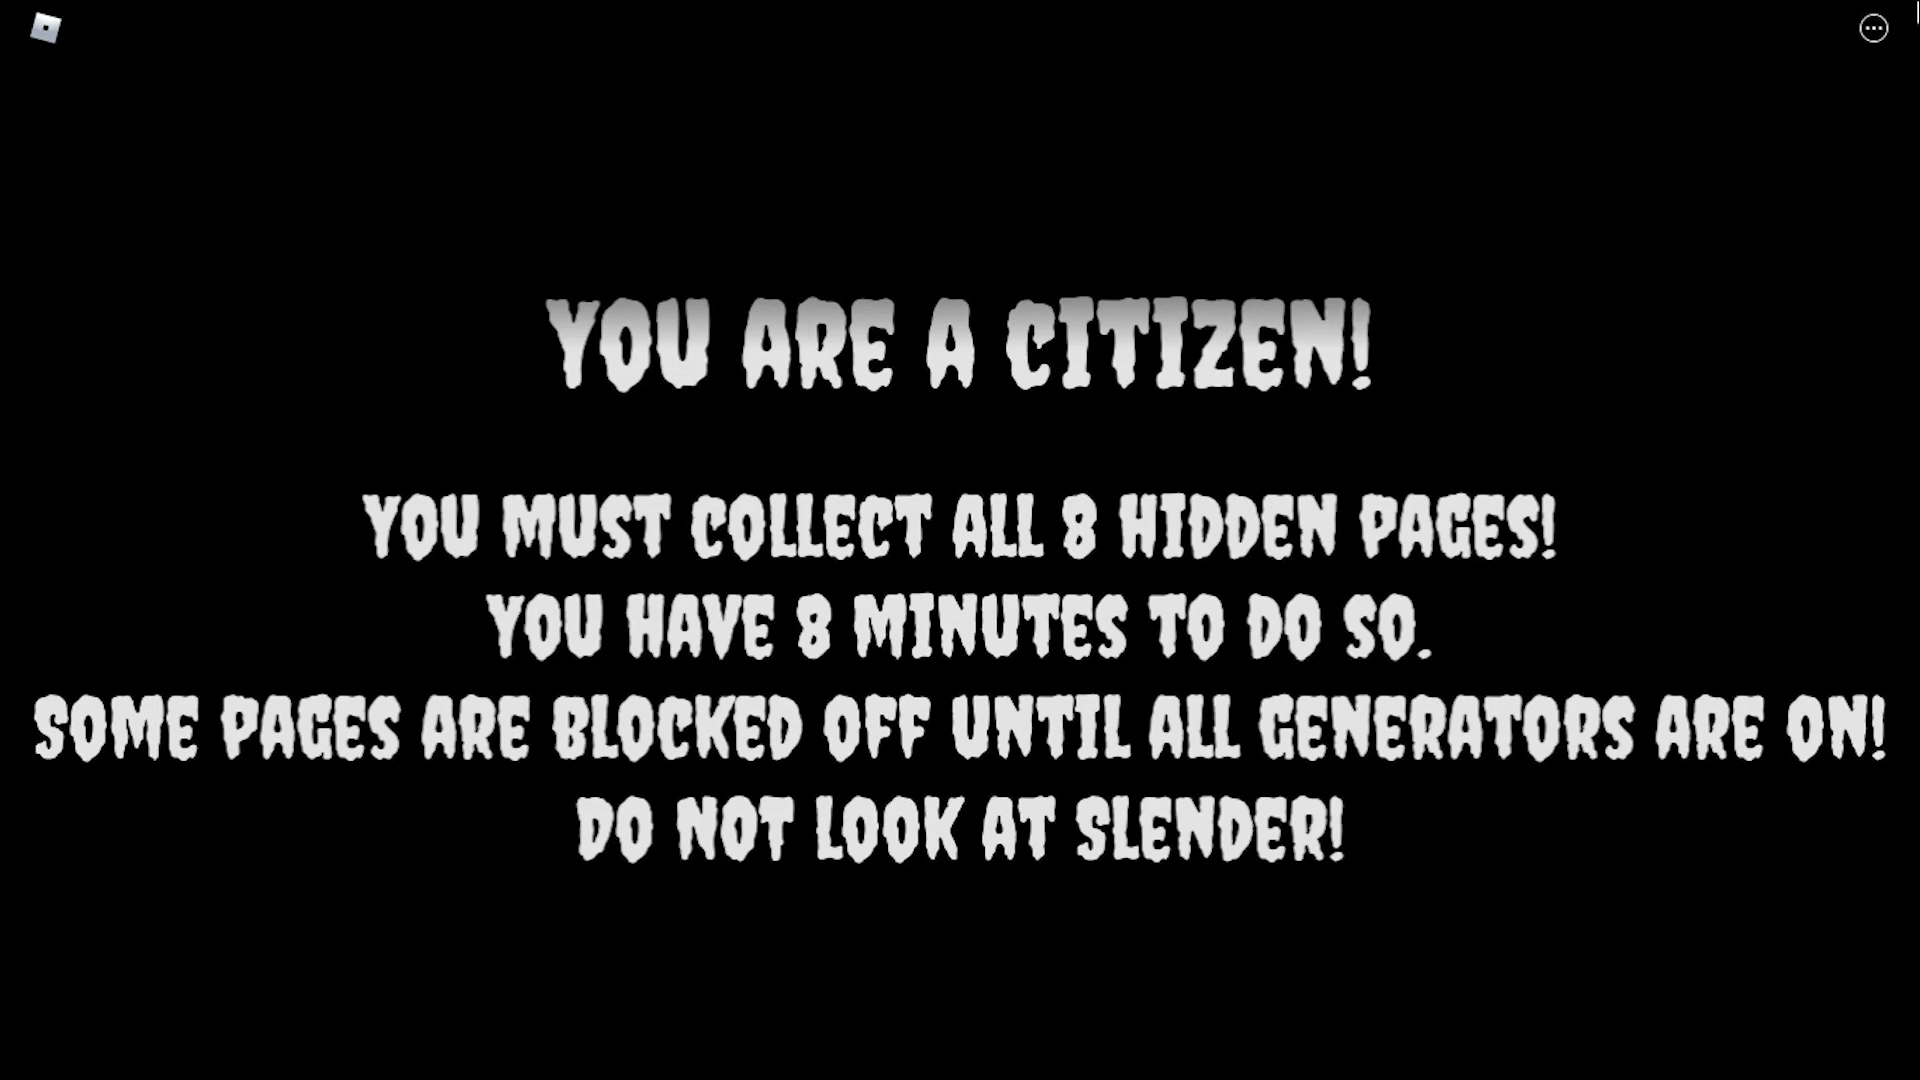 YOU ARE A CITIZEN!
YOU MUST COLLECT ALL 8 HIDDEN PAGES!
YOU HAVE 8 MINUTES TO DO SO.
SOME PAGES ARE BLOCKED OFF UNTIL ALL GENERATORS ARE ON!
DO NOT LOOK AT SLENDER!